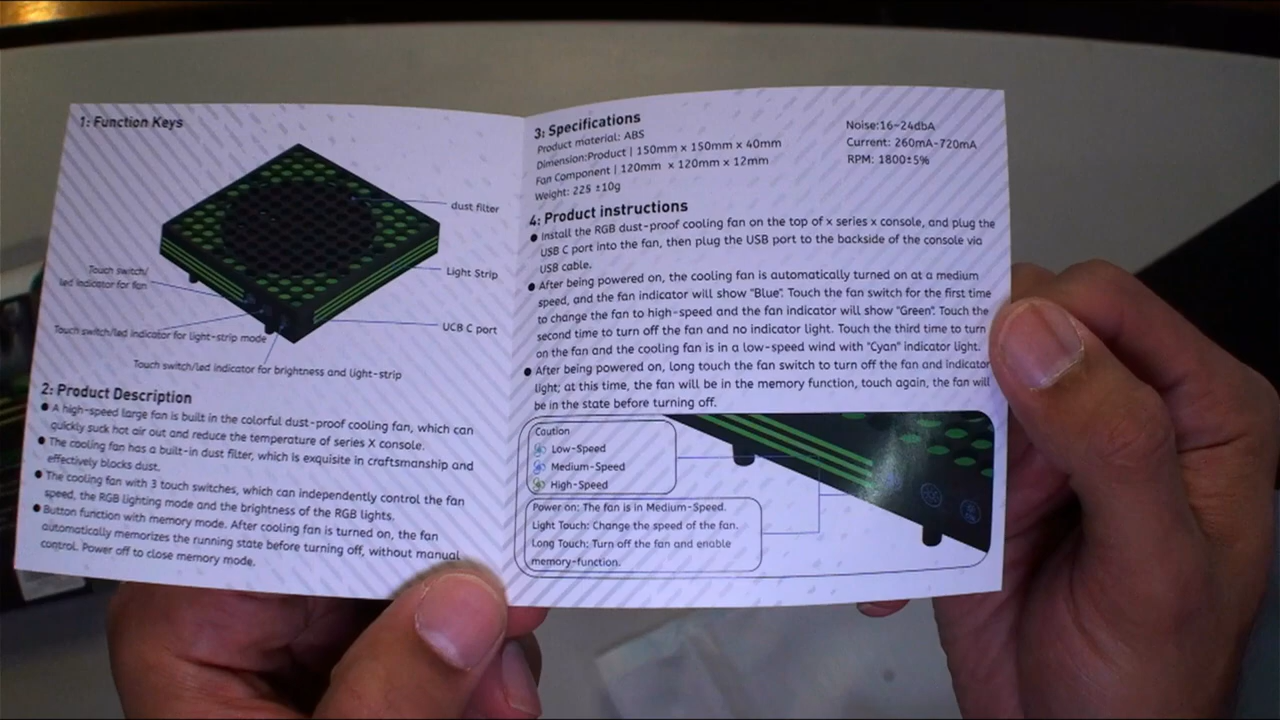 1: Function Keys
dust filter
Light Strip
Touch switch/
led indicator for fan
UCB C port
Touch switch/led indicator for light-strip mode
Touch switch/led indicator for brightness and light-strip
2: Product Description
● A high-speed large fan is built in the colorful dust-proof cooling fan, which can
quickly suck hot air out and reduce the temperature of series X console.
● The cooling fan has a built-in dust filter, which is exquisite in craftsmanship and
effectively blocks dust.
● The cooling fan with 3 touch switches, which can independently control the fan
speed, the RGB lighting mode and the brightness of the RGB lights.
● Button function with memory mode. After cooling fan is turned on, the fan
automatically memorizes the running state before turning off, without manual
control. Power off to close memory mode.
3: Specifications
Product material: ABS
Dimension:Product | 150mm x 150mm x 40mm
Fan Component | 120mm x 120mm x 12mm
Weight: 22S ±10g
Noise:16-24dbA
Current: 260mA-720mA
RPM: 1800±5%
4: Product instructions
● Install the RGB dust-proof cooling fan on the top of x series x console, and plug the
USB C port into the fan, then plug the USB port to the backside of the console via
USB cable.
● After being powered on, the cooling fan is automatically turned on at a medium
speed, and the fan indicator will show "Blue". Touch the fan switch for the first time
to change the fan to high-speed and the fan indicator will show "Green". Touch the
second time to turn off the fan and no indicator light. Touch the third time to turn
on the fan and the cooling fan is in a low-speed wind with "Cyan" indicator light.
● After being powered on, long touch the fan switch to turn off the fan and indicator
light; at this time, the fan will be in the memory function, touch again, the fan will
be in the state before turning off.
Caution
Low-Speed
Medium-Speed
High-Speed
Power on: The fan is in Medium-Speed.
Light Touch: Change the speed of the fan.
Long Touch: Turn off the fan and enable
memory-function.